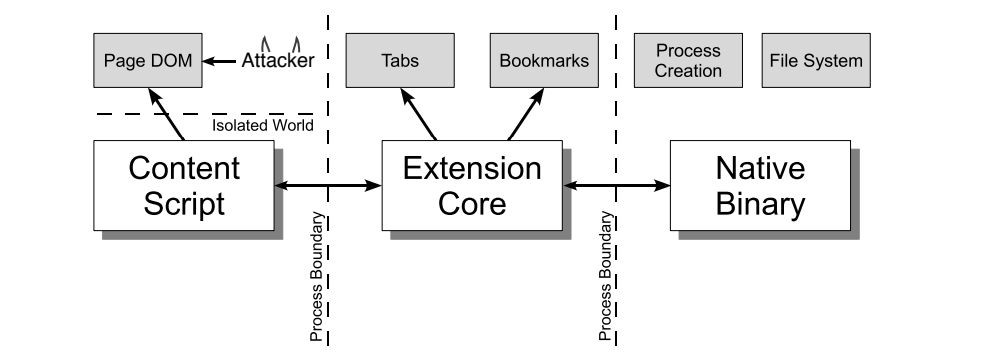 Page DOM
Attacker
Tabs
Bookmarks
Process
Creation
File System
Isolated World
Content
Script
Extension
Core
Native
Binary
Process Boundary
Process Boundary